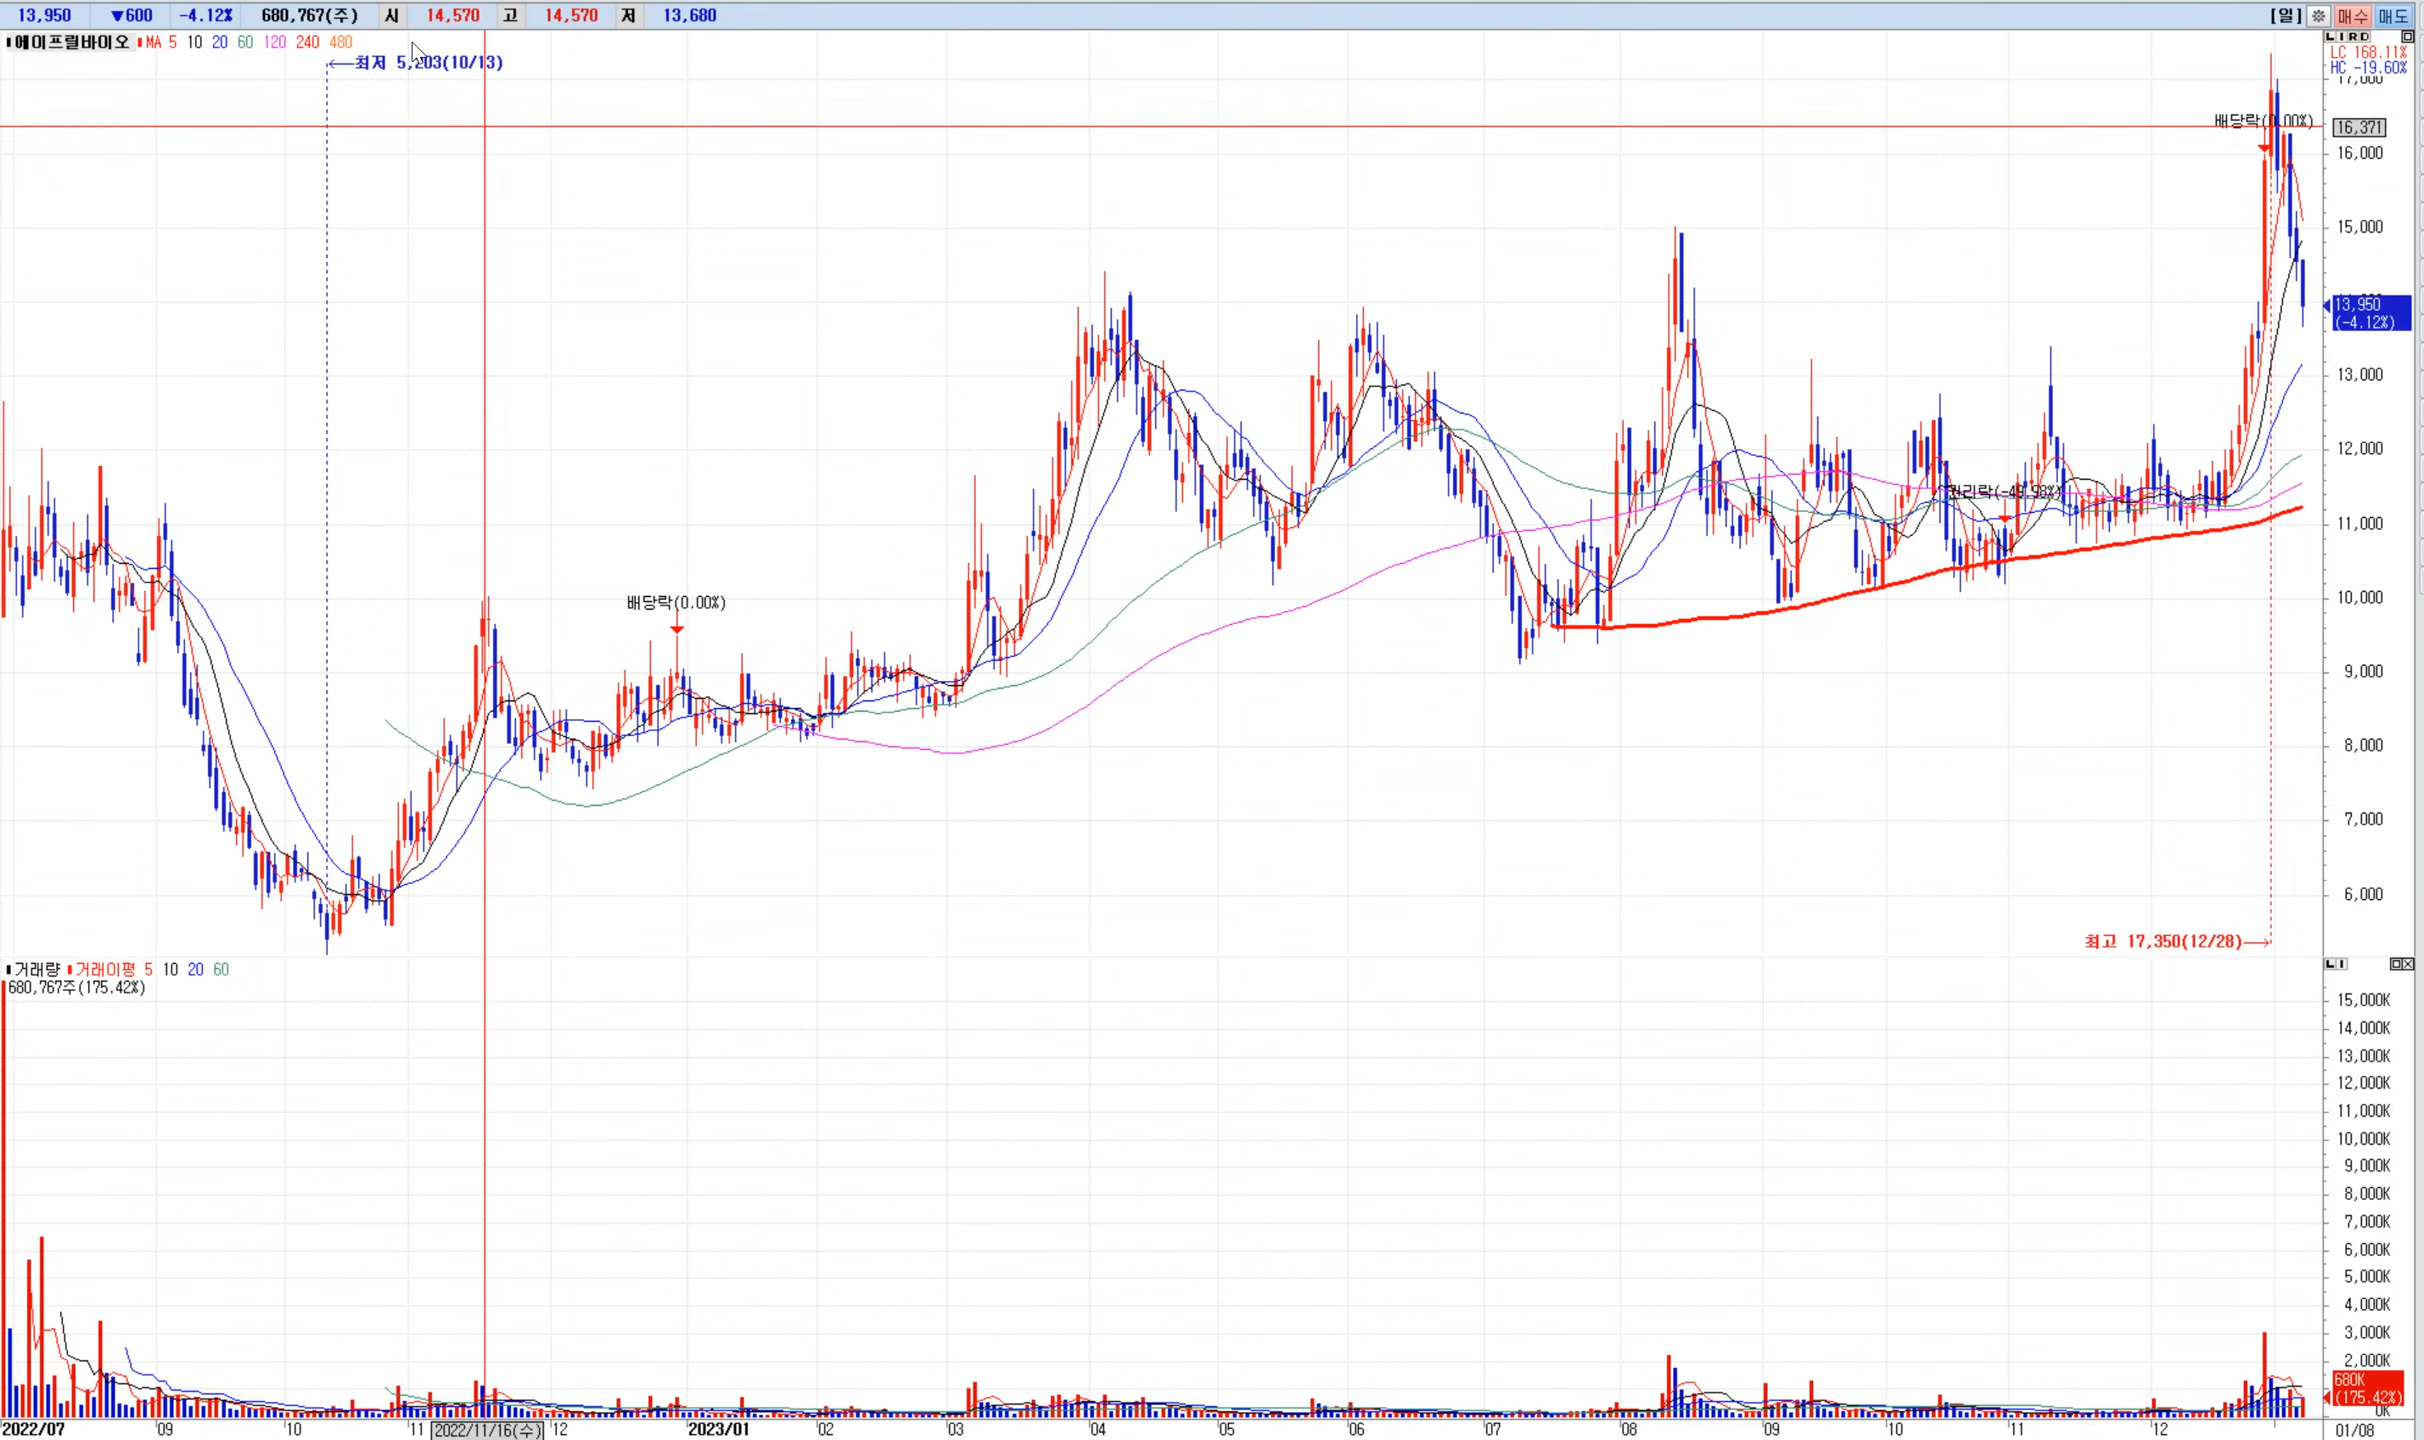 13,950 ▼600 -4.12% 680,767(주) 시 14,570 고 14,570 저 13,680 [일] 매수 매도
에이프릴바이오 MA 5 10 20 60 120 240 480
L I R D
LC 168.11%
HC -19.60%
최저 5,203(10/13)
17,000
배당락(0.00%)
16,371
16,000
15,000
13,950
(-4.12%)
13,000
12,000
권리락(-49.98%)
11,000
10,000
배당락(0.00%)
9,000
8,000
7,000
6,000
최고 17,350(12/28)
거래량 거래이평 5 10 20 60
L I
680,767주(175.42%)
15,000K
14,000K
13,000K
12,000K
11,000K
10,000K
9,000K
8,000K
7,000K
6,000K
5,000K
4,000K
3,000K
2,000K
680K
(175.42%)
0K
2022/07 09 10 11 2022/11/16(수) 12 2023/01 02 03 04 05 06 07 08 09 10 11 12 01/08